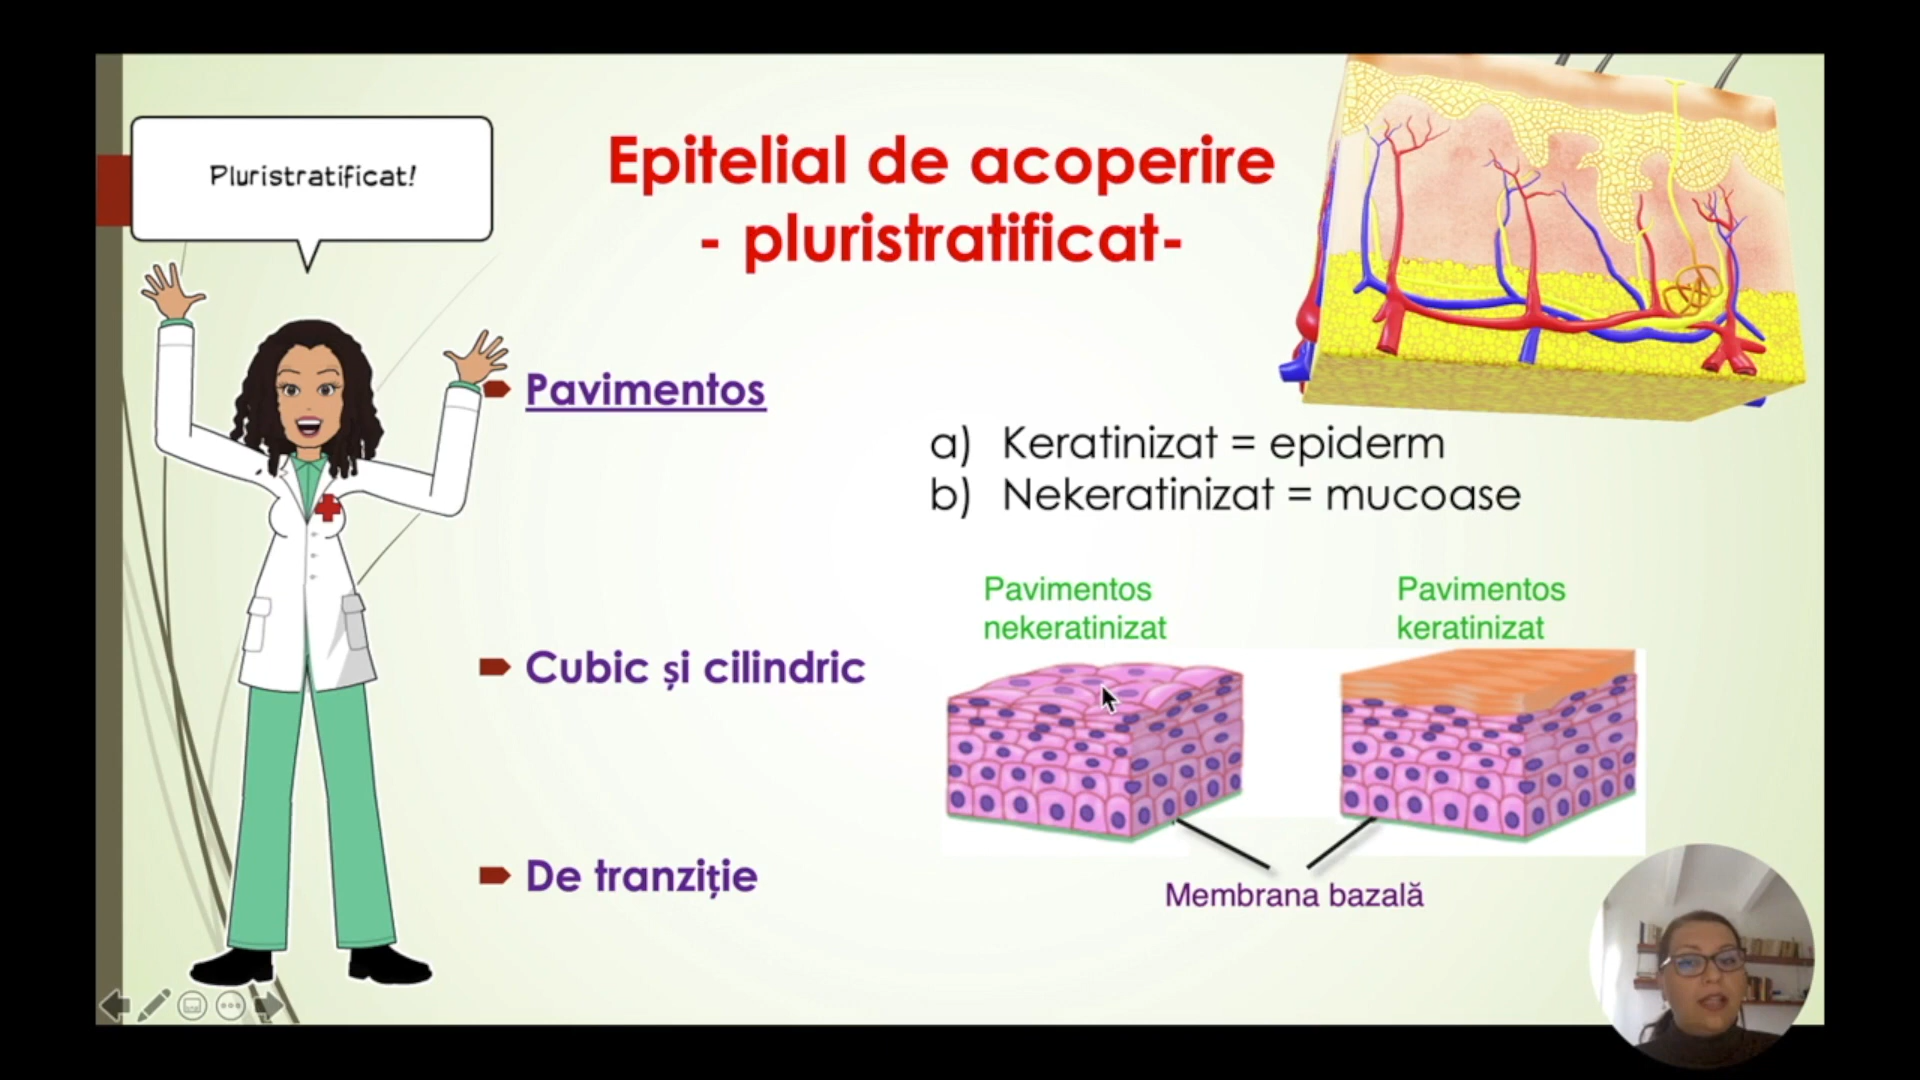 Pluristratificat!
Epitelial de acoperire
- pluristratificat-
Pavimentos
a) Keratinizat = epiderm
b) Nekeratinizat = mucoase
Pavimentos
nekeratinizat
Pavimentos
keratinizat
Cubic și cilindric
De tranziție
Membrana bazală